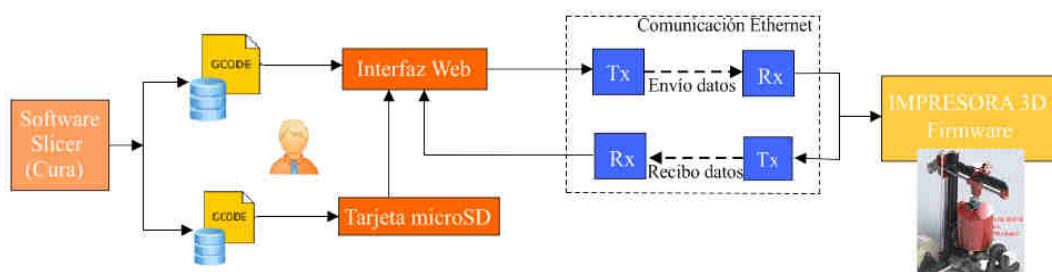 Comunicación Ethernet
GCODE
Interfaz Web
Tx
Rx
Envío datos
Software
Slicer
(Cura)
IMPRESORA 3D
Firmware
Rx
Tx
Recibo datos
GCODE
Tarjeta microSD